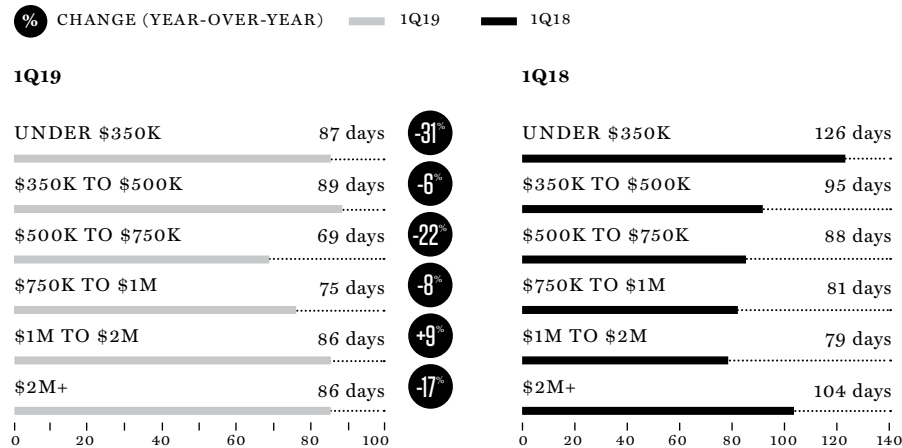 % CHANGE (YEAR-OVER-YEAR) 1Q19 1Q18
1Q19
UNDER $350K 87 days -31%
$350K TO $500K 89 days -6%
$500K TO $750K 69 days -22%
$750K TO $1M 75 days -8%
$1M TO $2M 86 days +9%
$2M+ 86 days -17%
0 20 40 60 80 100
1Q18
UNDER $350K 126 days
$350K TO $500K 95 days
$500K TO $750K 88 days
$750K TO $1M 81 days
$1M TO $2M 79 days
$2M+ 104 days
0 20 40 60 80 100 120 140